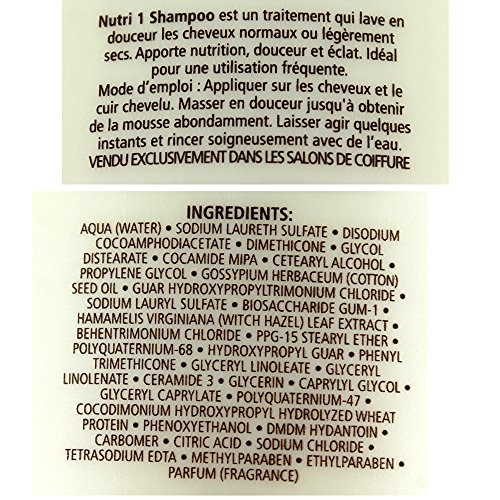 Nutri 1 Shampoo est un traitement qui lave en
douceur les cheveux normaux ou légèrement
secs. Apporte nutrition, douceur et éclat. Idéal
pour une utilisation fréquente.
Mode d'emploi : Appliquer sur les cheveux et le
cuir chevelu. Masser en douceur jusqu'à obtenir
de la mousse abondamment. Laisser agir quelques
instants et rincer soigneusement avec de l'eau.
VENDU EXCLUSIVEMENT DANS LES SALONS DE COIFFURE
INGREDIENTS:
AQUA (WATER) • SODIUM LAURETH SULFATE • DISODIUM
COCOAMPHODIACETATE • DIMETHICONE • GLYCOL
DISTEARATE • COCAMIDE MIPA • CETEARYL ALCOHOL •
PROPYLENE GLYCOL • GOSSYPIUM HERBACEUM (COTTON)
SEED OIL • GUAR HYDROXYPROPYLTRIMONIUM CHLORIDE •
SODIUM LAURYL SULFATE • BIOSACCHARIDE GUM-1 •
HAMAMELIS VIRGINIANA (WITCH HAZEL) LEAF EXTRACT •
BEHENTRIMONIUM CHLORIDE • PPG-15 STEARYL ETHER •
POLYQUATERNIUM-68 • HYDROXYPROPYL GUAR • PHENYL
TRIMETHICONE • GLYCERYL LINOLEATE • GLYCERYL
LINOLENATE • CERAMIDE 3 • GLYCERIN • CAPRYLYL GLYCOL •
GLYCERYL CAPRYLATE • POLYQUATERNIUM-47 •
COCODIMONIUM HYDROXYPROPYL HYDROLYZED WHEAT
PROTEIN • PHENOXYETHANOL • DMDM HYDANTOIN •
CARBOMER • CITRIC ACID • SODIUM CHLORIDE •
TETRASODIUM EDTA • METHYLPARABEN • ETHYLPARABEN •
PARFUM (FRAGRANCE)